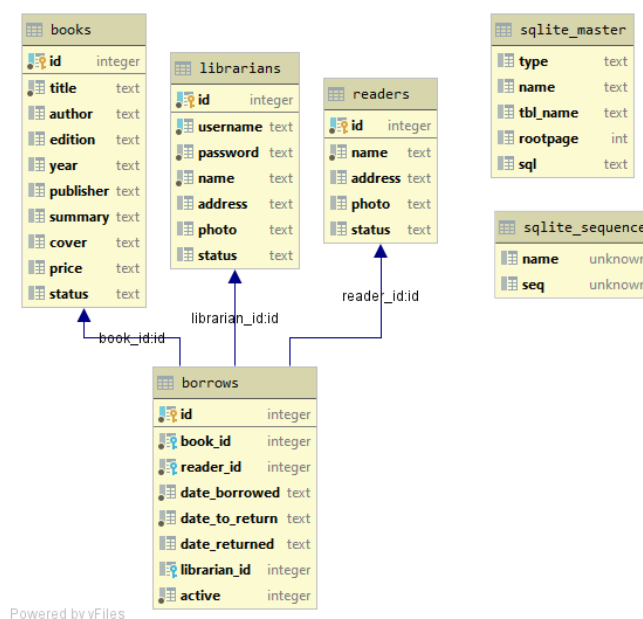 books
id integer
title text
author text
edition text
year text
publisher text
summary text
cover text
price text
status text
librarians
id integer
username text
password text
name text
address text
photo text
status text
readers
id integer
name text
address text
photo text
status text
sqlite_master
type text
name text
tbl_name text
rootpage int
sql text
sqlite_sequence
name unknown
seq unknown
book_id:id
librarian_id:id
reader_id:id
borrows
id integer
book_id integer
reader_id integer
date_borrowed text
date_to_return text
date_returned text
librarian_id integer
active integer
Powered by yFiles